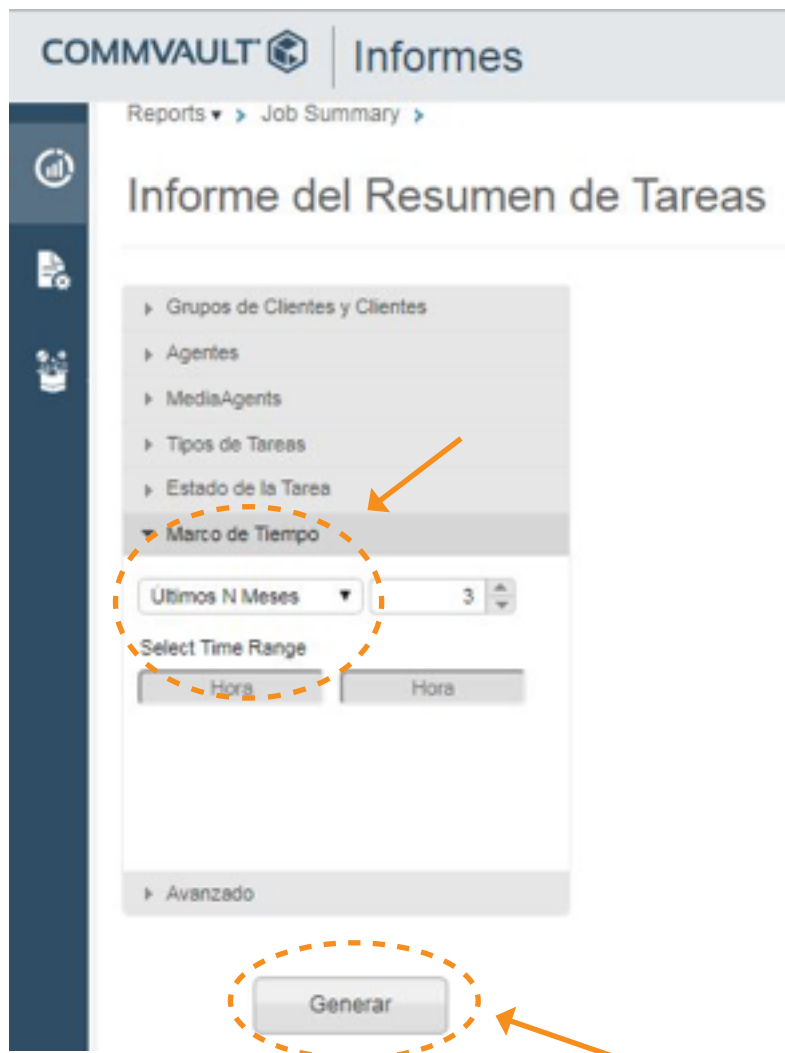 COMMVAULT Informes
Reports > Job Summary >
Informe del Resumen de Tareas
Grupos de Clientes y Clientes
Agentes
MediaAgents
Tipos de Tareas
Estado de la Tarea
Marco de Tiempo
Últimos N Meses 3
Select Time Range
Hora Hora
Avanzado
Generar